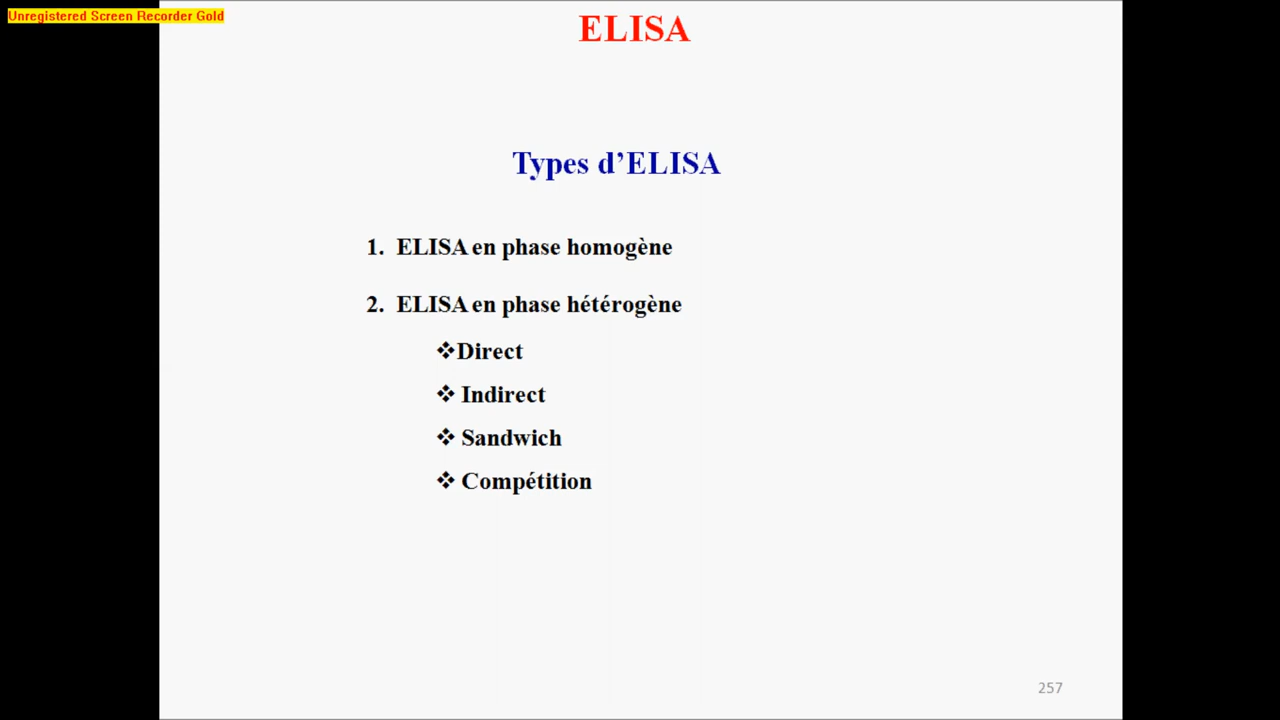 Unregistered Screen Recorder Gold
ELISA
Types d’ELISA
1. ELISA en phase homogène
2. ELISA en phase hétérogène
❖Direct
❖ Indirect
❖ Sandwich
❖ Compétition
257